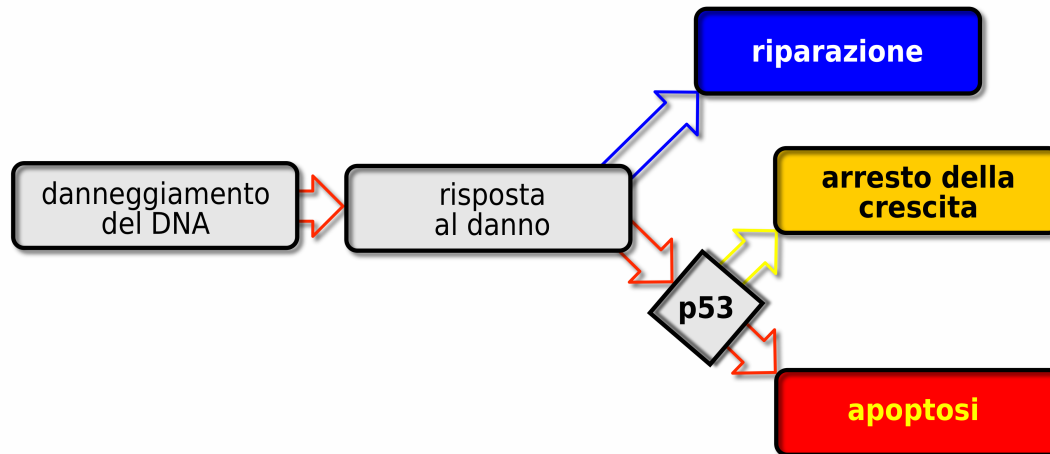 riparazione
danneggiamento
del DNA
risposta
al danno
arresto della
crescita
p53
apoptosi